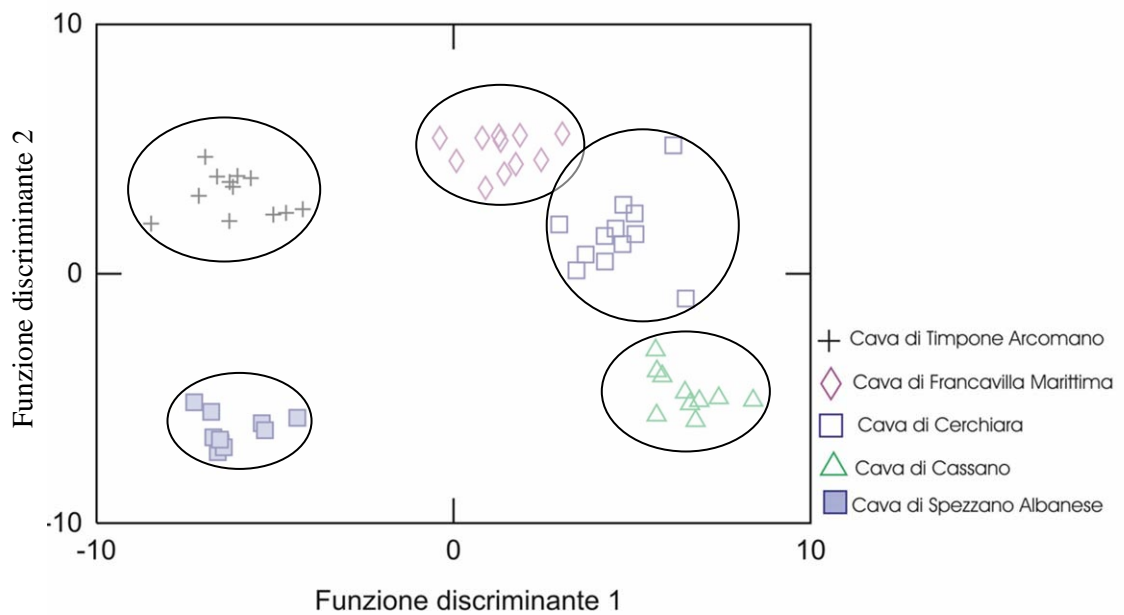 10
Funzione discriminante 2
0
-10
-10
0
10
Funzione discriminante 1
Cava di Timpone Arcomano
Cava di Francavilla Marittima
Cava di Cerchiara
Cava di Cassano
Cava di Spezzano Albanese